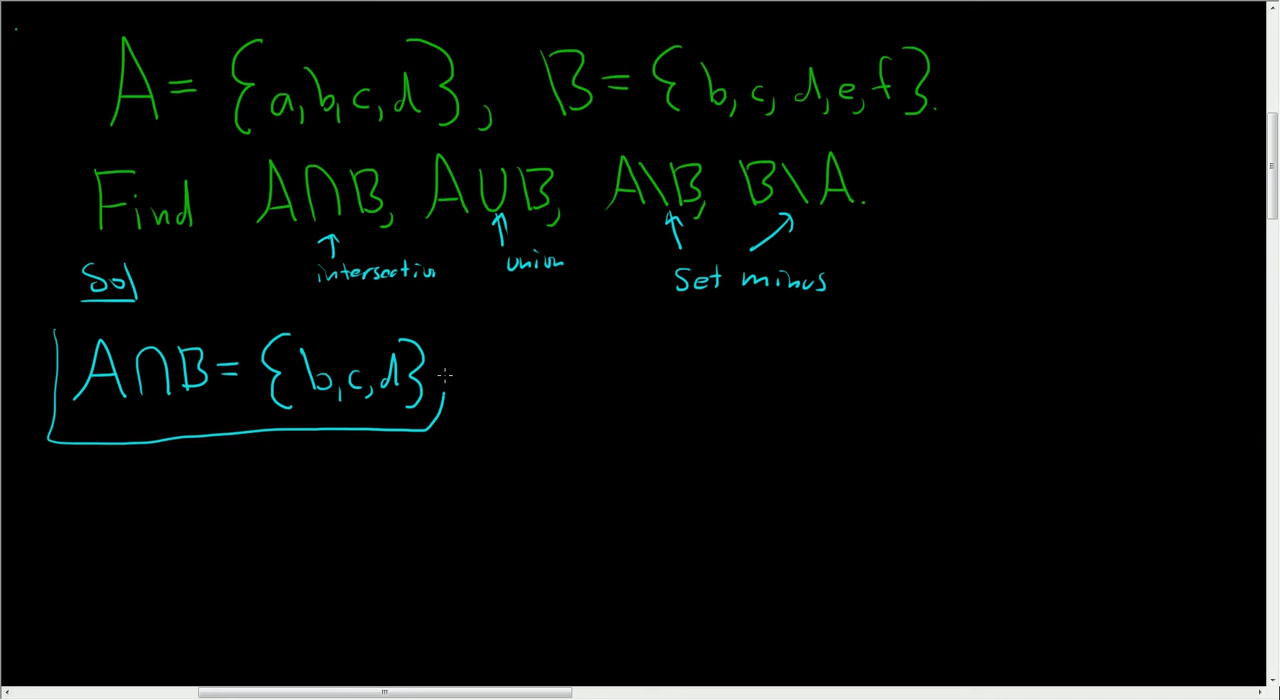 A = {a, b, c, d}, B = {b, c, d, e, f}.
Find A∩B, A∪B, A\B, B\A.
intersection union set minus
Sol
A∩B = {b, c, d}